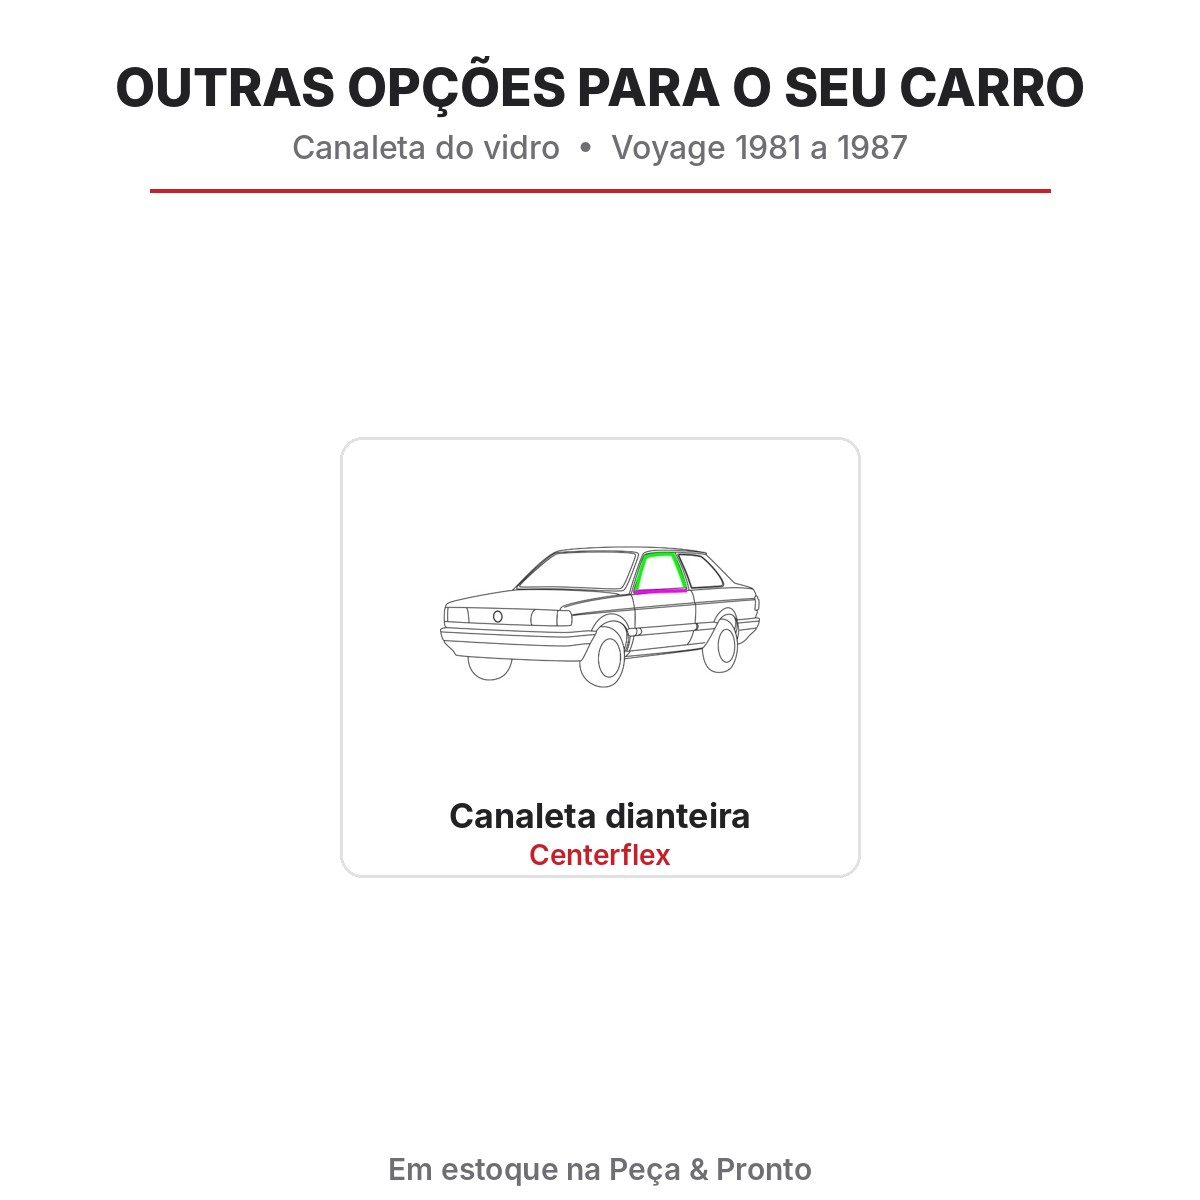 OUTRAS OPÇÕES PARA O SEU CARRO
Canaleta do vidro • Voyage 1981 a 1987
Canaleta dianteira
Centerflex
Em estoque na Peça & Pronto